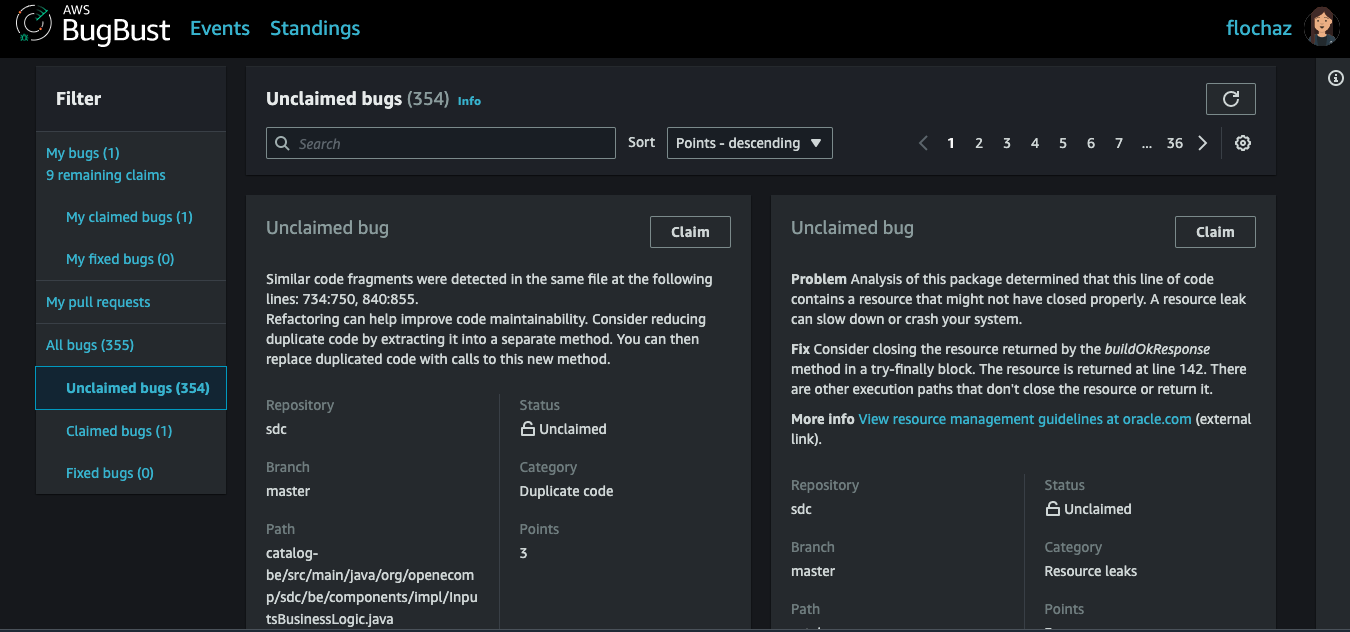 AWS
BugBust
Events
Standings
flochaz
Filter
My bugs (1)
9 remaining claims
My claimed bugs (1)
My fixed bugs (0)
My pull requests
All bugs (355)
Unclaimed bugs (354)
Claimed bugs (1)
Fixed bugs (0)
Unclaimed bugs (354) Info
Search
Sort
Points - descending
1 2 3 4 5 6 7 ... 36
Unclaimed bug
Claim
Similar code fragments were detected in the same file at the following
lines: 734:750, 840:855.
Refactoring can help improve code maintainability. Consider reducing
duplicate code by extracting it into a separate method. You can then
replace duplicated code with calls to this new method.
Repository
sdc
Branch
master
Path
catalog-
be/src/main/java/org/openecom
p/sdc/be/components/impl/Inpu
tsBusinessLogic.java
Status
Unclaimed
Category
Duplicate code
Points
3
Unclaimed bug
Claim
Problem Analysis of this package determined that this line of code
contains a resource that might not have closed properly. A resource leak
can slow down or crash your system.
Fix Consider closing the resource returned by the buildOkResponse
method in a try-finally block. The resource is returned at line 142. There
are other execution paths that don't close the resource or return it.
More info View resource management guidelines at oracle.com (external
link).
Repository
sdc
Branch
master
Path
Status
Unclaimed
Category
Resource leaks
Points